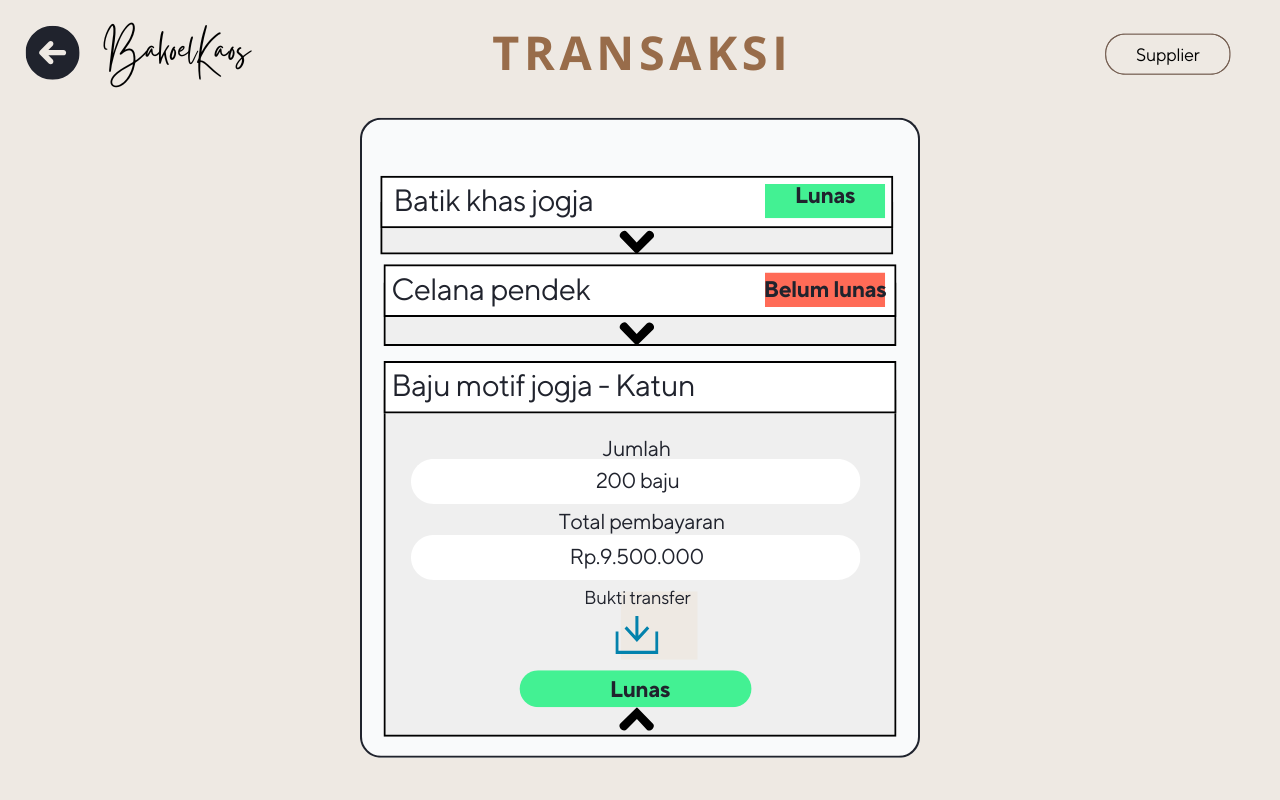 BakoelKaos
TRANSAKSI
Supplier
Batik khas jogja
Lunas
Celana pendek
Belum lunas
Baju motif jogja - Katun
Jumlah
200 baju
Total pembayaran
Rp.9.500.000
Bukti transfer
Lunas